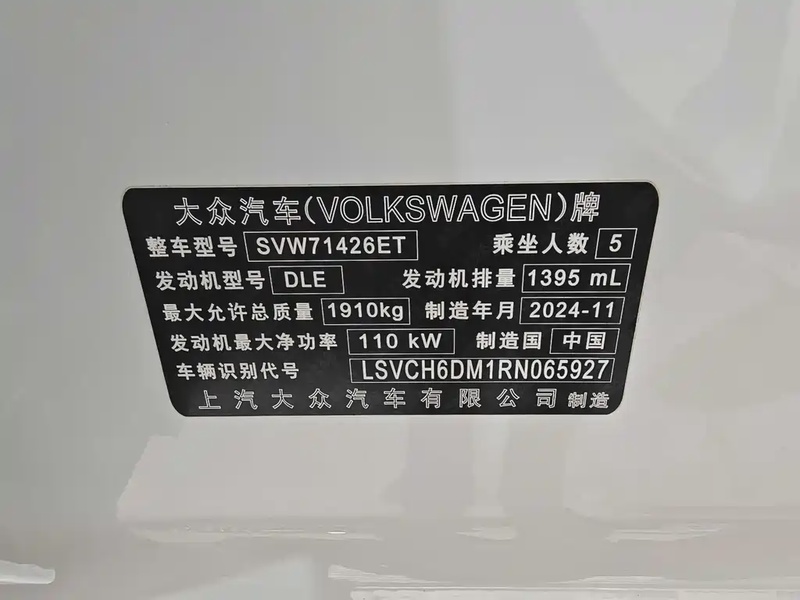 大众汽车(VOLKSWAGEN)牌
整车型号 SVW71426ET 乘坐人数 5
发动机型号 DLE 发动机排量 1395 mL
最大允许总质量 1910kg 制造年月 2024-11
发动机最大净功率 110 kW 制造国 中国
车辆识别代号 LSVCH6DM1RN065927
上汽大众汽车有限公司 制造